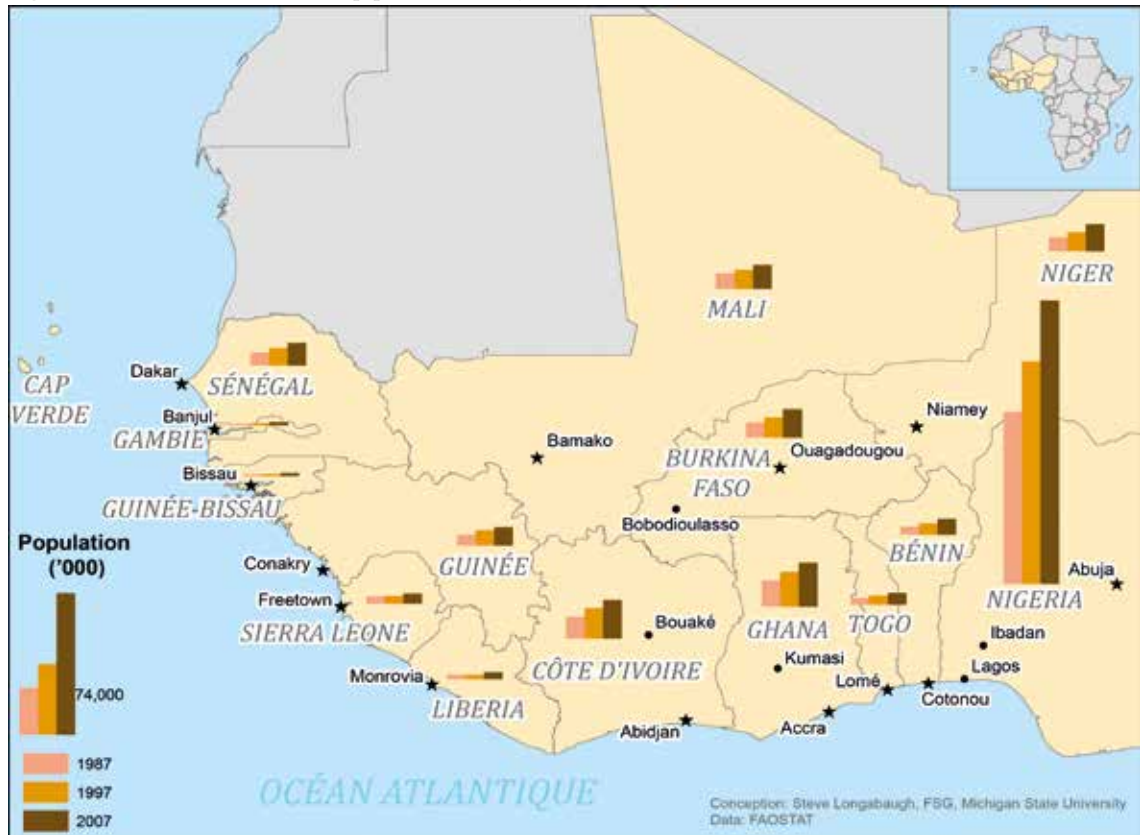 NIGER
MALI
Dakar
SÉNÉGAL
CAP
VERDE
Banjul
GAMBIE
Niamey
Bamako
BURKINA
FASO
Ouagadougou
Bissau
GUINÉE-BISSAU
Bobodioulasso
Population
('000)
74,000
1987
1997
2007
GUINÉE
BÉNIN
Conakry
Abuja
Freetown
SIERRA LEONE
NIGERIA
Bouaké
GHANA
TOGO
Ibadan
CÔTE D'IVOIRE
Kumasi
Lagos
Monrovia
LIBERIA
Lomé
Cotonou
Abidjan
Accra
OCÉAN ATLANTIQUE
Conception: Steve Longabaugh, FSG, Michigan State University
Data: FAOSTAT